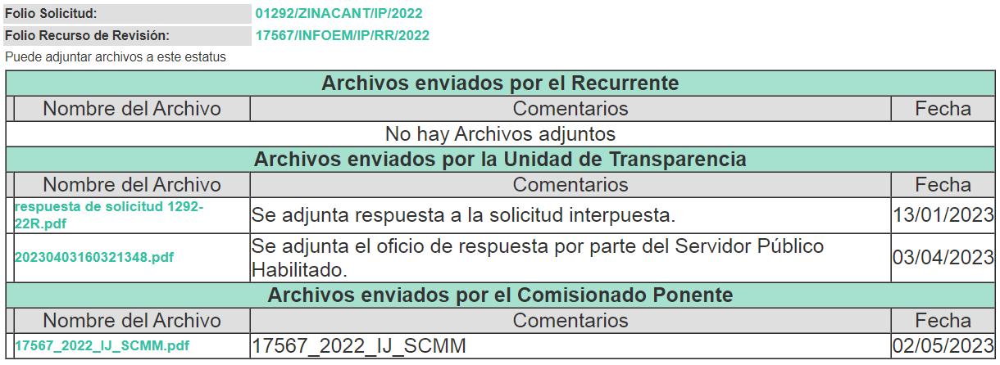 Folio Solicitud: 01292/ZINACANT/IP/2022
Folio Recurso de Revisión: 17567/INFOEM/IP/RR/2022
Puede adjuntar archivos a este estatus
Archivos enviados por el Recurrente
Nombre del Archivo Comentarios Fecha
No hay Archivos adjuntos
Archivos enviados por la Unidad de Transparencia
Nombre del Archivo Comentarios Fecha
respuesta de solicitud 1292-
22R.pdf
Se adjunta respuesta a la solicitud interpuesta. 13/01/2023
20230403160321348.pdf
Se adjunta el oficio de respuesta por parte del Servidor Público
Habilitado.
03/04/2023
Archivos enviados por el Comisionado Ponente
Nombre del Archivo Comentarios Fecha
17567_2022_IJ_SCMM.pdf 17567_2022_IJ_SCMM 02/05/2023